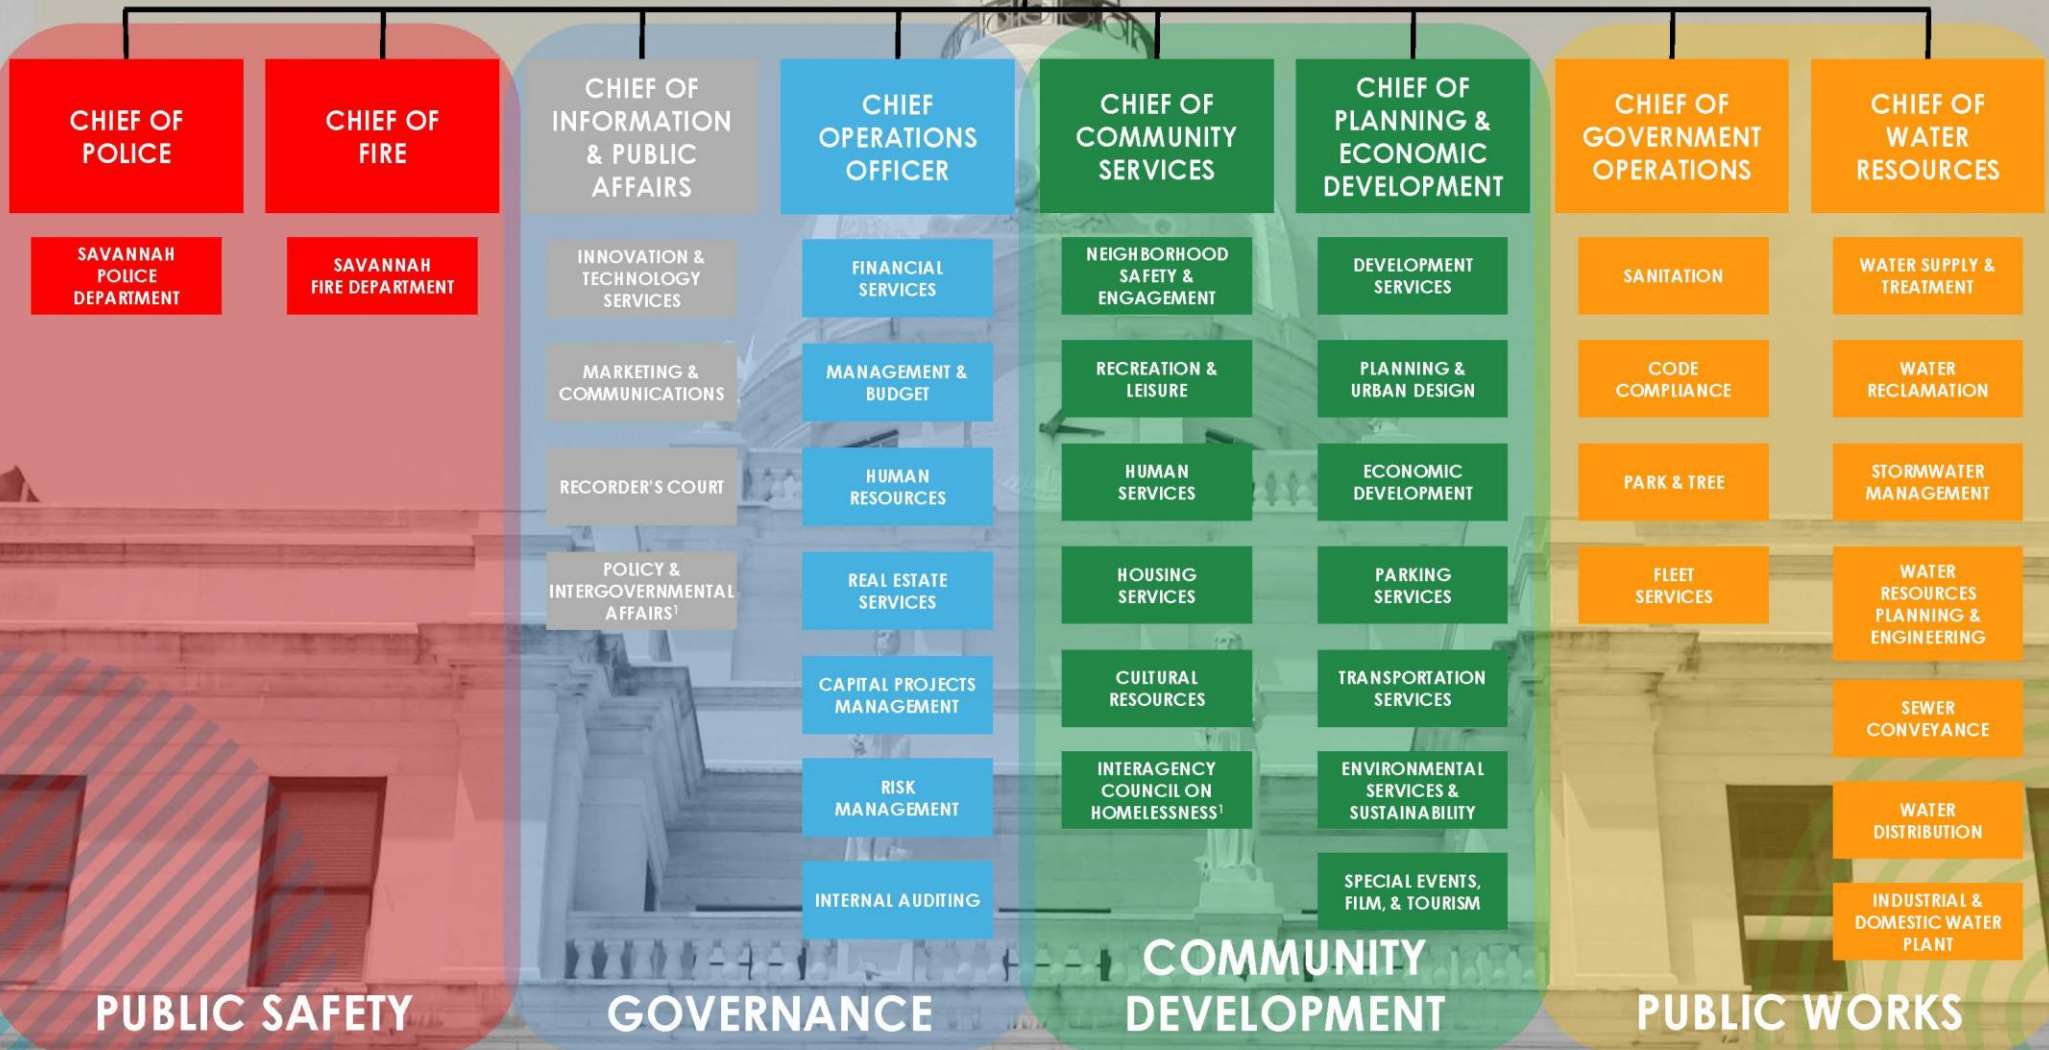 CHIEF OF
POLICE
CHIEF OF
FIRE
CHIEF OF
INFORMATION
& PUBLIC
AFFAIRS
CHIEF
OPERATIONS
OFFICER
CHIEF OF
COMMUNITY
SERVICES
CHIEF OF
PLANNING &
ECONOMIC
DEVELOPMENT
CHIEF OF
GOVERNMENT
OPERATIONS
CHIEF OF
WATER
RESOURCES
SAVANNAH
POLICE
DEPARTMENT
SAVANNAH
FIRE DEPARTMENT
INNOVATION &
TECHNOLOGY
SERVICES
MARKETING &
COMMUNICATIONS
RECORDER'S COURT
POLICY &
INTERGOVERNMENTAL
AFFAIRS¹
FINANCIAL
SERVICES
MANAGEMENT &
BUDGET
HUMAN
RESOURCES
REAL ESTATE
SERVICES
CAPITAL PROJECTS
MANAGEMENT
RISK
MANAGEMENT
INTERNAL AUDITING
NEIGHBORHOOD
SAFETY &
ENGAGEMENT
RECREATION &
LEISURE
HUMAN
SERVICES
HOUSING
SERVICES
CULTURAL
RESOURCES
INTERAGENCY
COUNCIL ON
HOMELESSNESS¹
DEVELOPMENT
SERVICES
PLANNING &
URBAN DESIGN
ECONOMIC
DEVELOPMENT
PARKING
SERVICES
TRANSPORTATION
SERVICES
ENVIRONMENTAL
SERVICES &
SUSTAINABILITY
SPECIAL EVENTS,
FILM, & TOURISM
SANITATION
CODE
COMPLIANCE
PARK & TREE
FLEET
SERVICES
WATER SUPPLY &
TREATMENT
WATER
RECLAMATION
STORMWATER
MANAGEMENT
WATER
RESOURCES
PLANNING &
ENGINEERING
SEWER
CONVEYANCE
WATER
DISTRIBUTION
INDUSTRIAL &
DOMESTIC WATER
PLANT
PUBLIC SAFETY
GOVERNANCE
COMMUNITY
DEVELOPMENT
PUBLIC WORKS